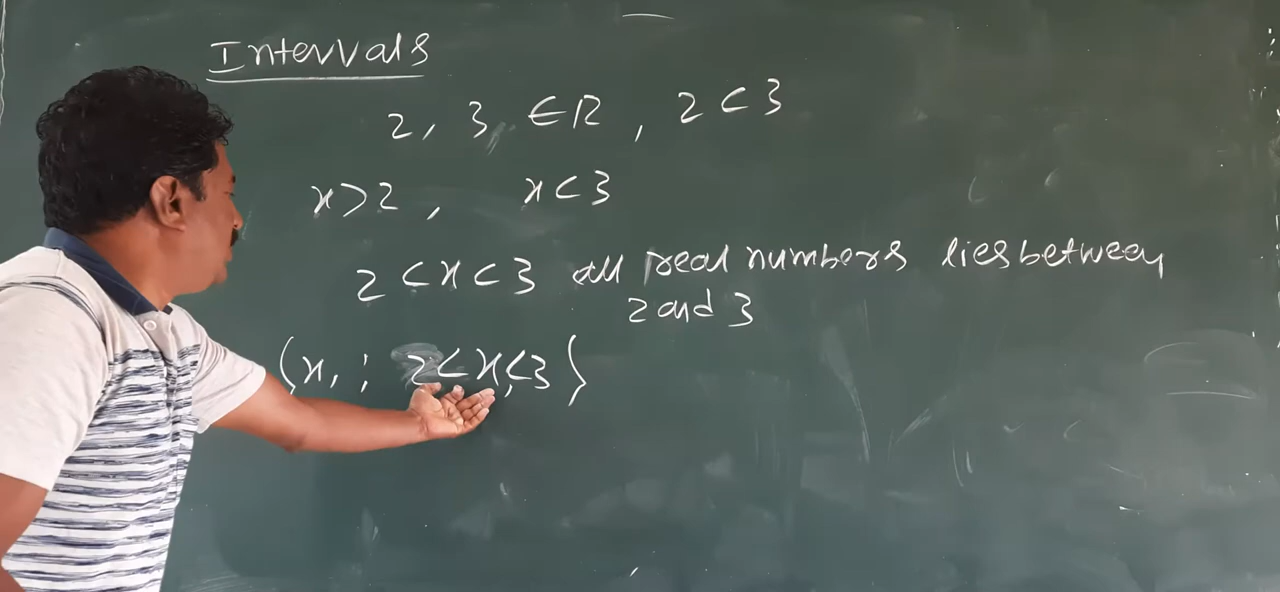 Intervals
2, 3 ∈ R, 2 < 3
x > 2, x < 3
2 < x < 3 all real numbers lies between
2 and 3
{x, : 2 < x < 3}